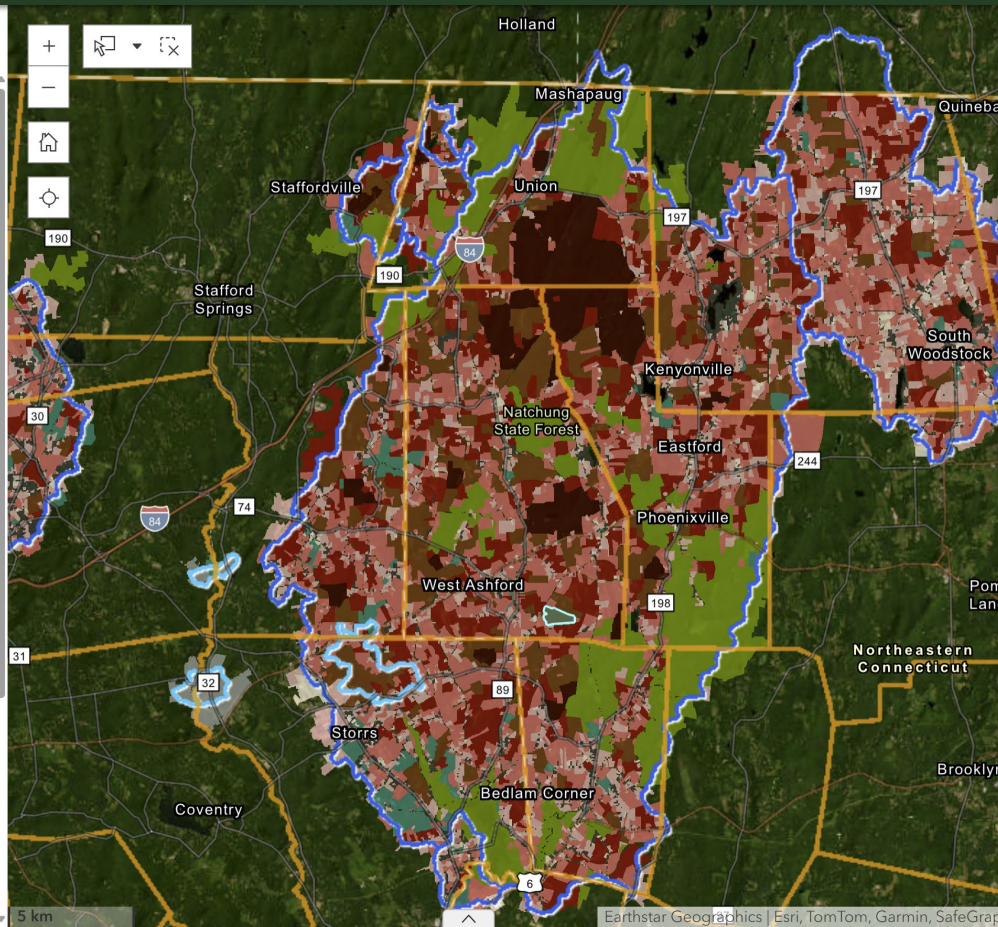 Holland
Mashapaug
Quineba
Staffordville
Union
197
197
190
84
190
Stafford
Springs
South
Woodstock
Kenyonville
30
Natchung
State Forest
Eastford
244
74
84
Phoenixville
West Ashford
Pom
Lan
198
31
Northeastern
Connecticut
32
89
Storrs
Brooklyn
Bedlam Corner
Coventry
6
5 km
Earthstar Geographics | Esri, TomTom, Garmin, SafeGrap